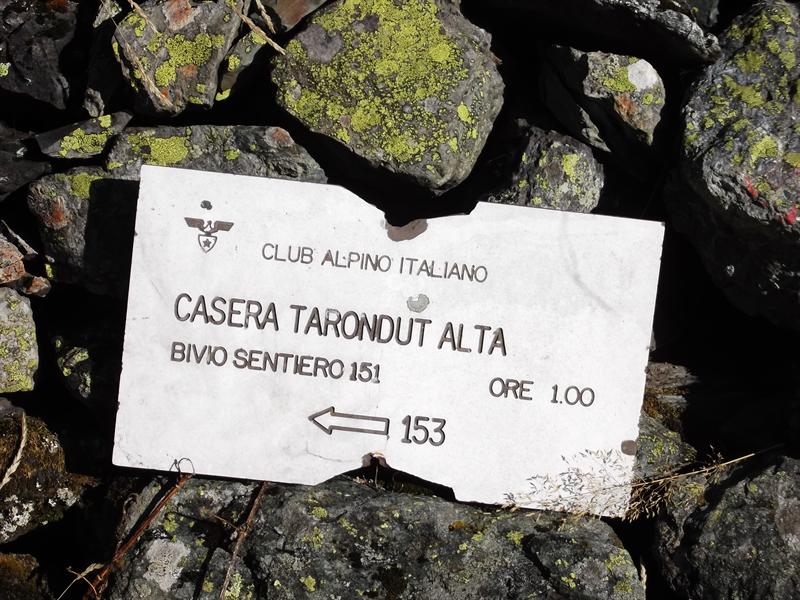 CLUB ALPINO ITALIANO
CASERA TARONDUT ALTA
BIVIO SENTIERO 151
ORE 1.00
153